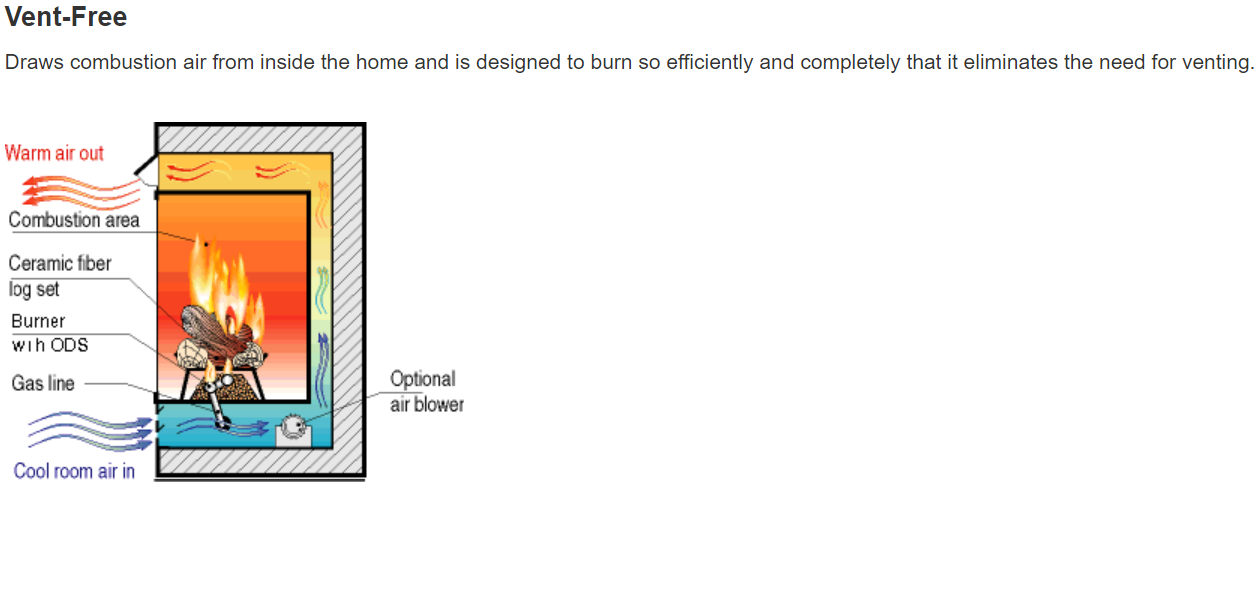 Vent-Free
Draws combustion air from inside the home and is designed to burn so efficiently and completely that it eliminates the need for venting.
Warm air out
Combustion area
Ceramic fiber
log set
Burner
wıh ODS
Gas line
Cool room air in
Optional
air blower